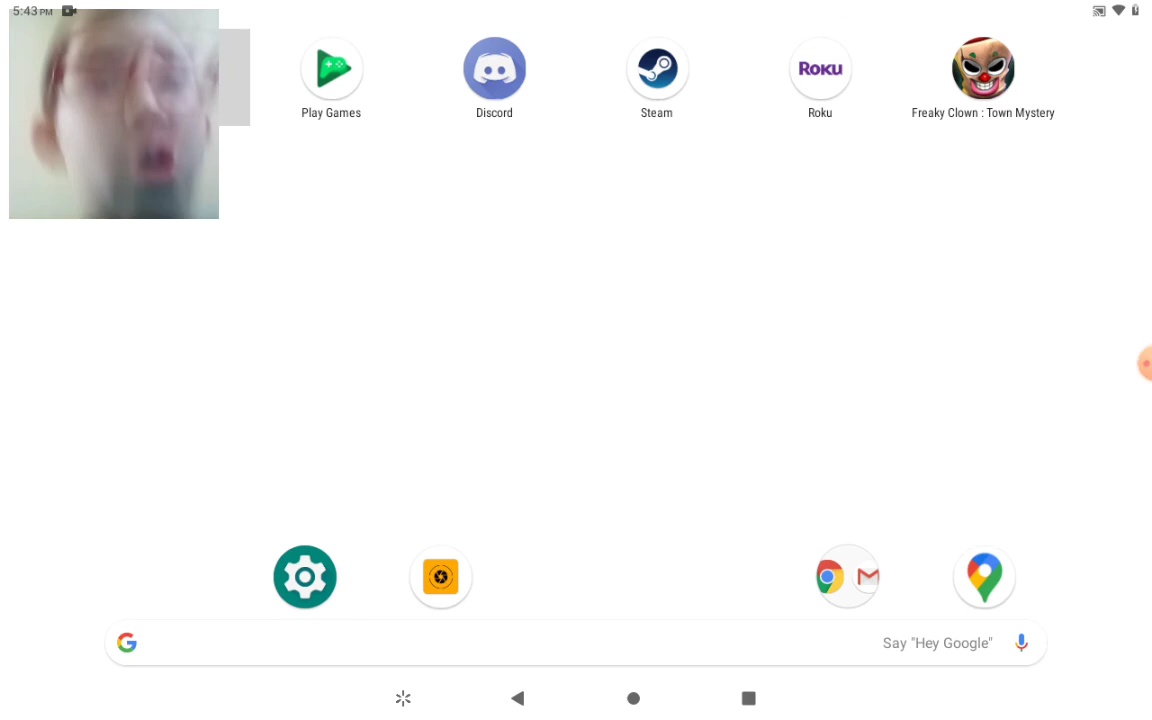 5:43 PM
Play Games
Discord
Steam
ROKU
Roku
Freaky Clown : Town Mystery
Say "Hey Google"